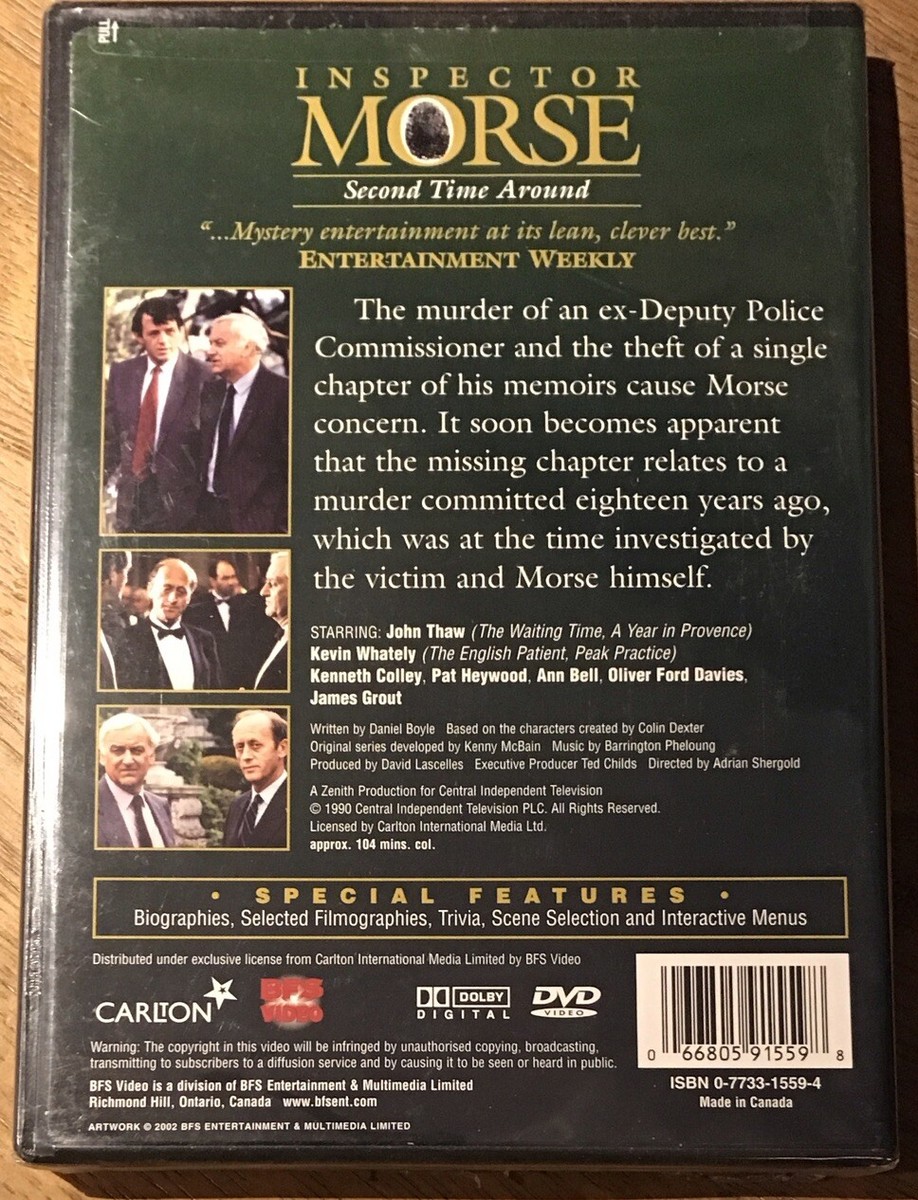 PULL↑
INSPECTOR
MORSE
Second Time Around
“...Mystery entertainment at its lean, clever best.”
ENTERTAINMENT WEEKLY
The murder of an ex-Deputy Police
Commissioner and the theft of a single
chapter of his memoirs cause Morse
concern. It soon becomes apparent
that the missing chapter relates to a
murder committed eighteen years ago,
which was at the time investigated by
the victim and Morse himself.
STARRING: John Thaw (The Waiting Time, A Year in Provence)
Kevin Whately (The English Patient, Peak Practice)
Kenneth Colley, Pat Heywood, Ann Bell, Oliver Ford Davies,
James Grout
Written by Daniel Boyle Based on the characters created by Colin Dexter
Original series developed by Kenny McBain Music by Barrington Pheloung
Produced by David Lascelles Executive Producer Ted Childs Directed by Adrian Shergold
A Zenith Production for Central Independent Television
© 1990 Central Independent Television PLC. All Rights Reserved.
Licensed by Carlton International Media Ltd.
approx. 104 mins. col.
• SPECIAL FEATURES •
Biographies, Selected Filmographies, Trivia, Scene Selection and Interactive Menus
Distributed under exclusive license from Carlton International Media Limited by BFS Video
CARLTON
BFS
VIDEO
DOLBY
DIGITAL
DVD
VIDEO
0 66805 91559 8
Warning: The copyright in this video will be infringed by unauthorised copying, broadcasting,
transmitting to subscribers to a diffusion service and by causing it to be seen or heard in public.
BFS Video is a division of BFS Entertainment & Multimedia Limited
Richmond Hill, Ontario, Canada www.bfsent.com
ISBN 0-7733-1559-4
Made in Canada
ARTWORK © 2002 BFS ENTERTAINMENT & MULTIMEDIA LIMITED